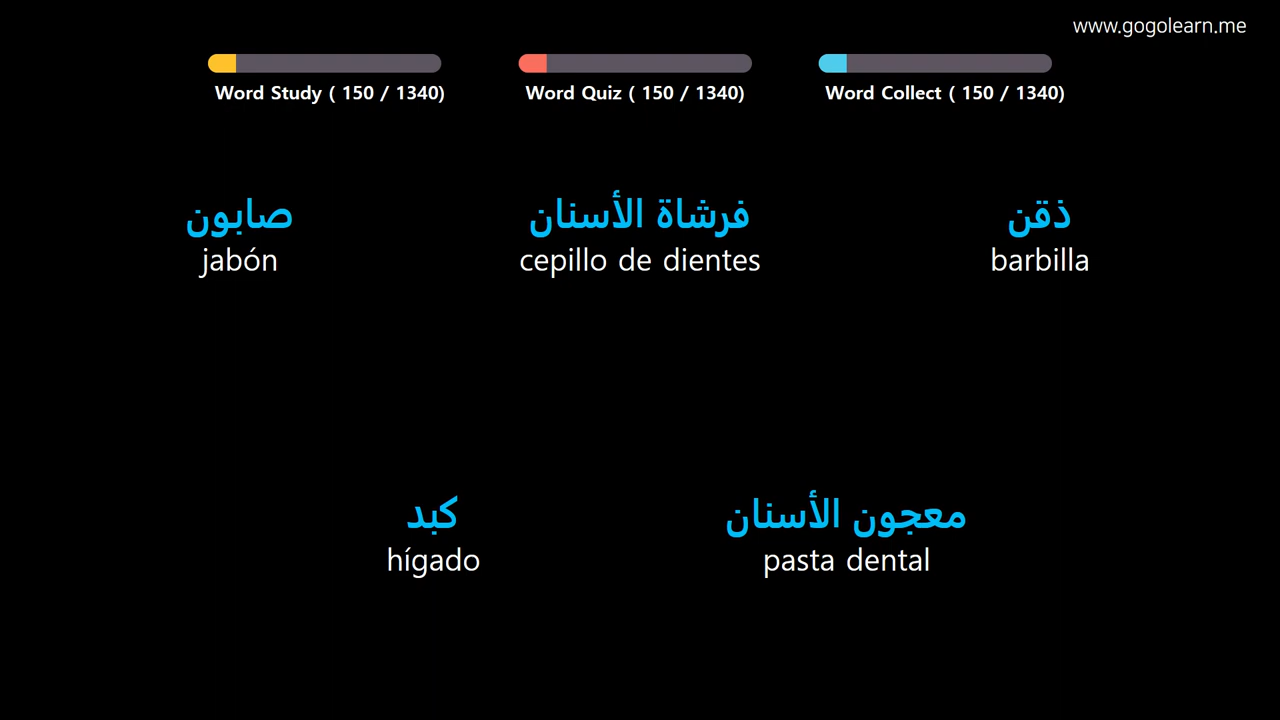 www.gogolearn.me
Word Study ( 150 / 1340)
Word Quiz ( 150 / 1340)
Word Collect ( 150 / 1340)
صابون
jabón
فرشاة الأسنان
cepillo de dientes
ذقن
barbilla
كبد
hígado
معجون الأسنان
pasta dental